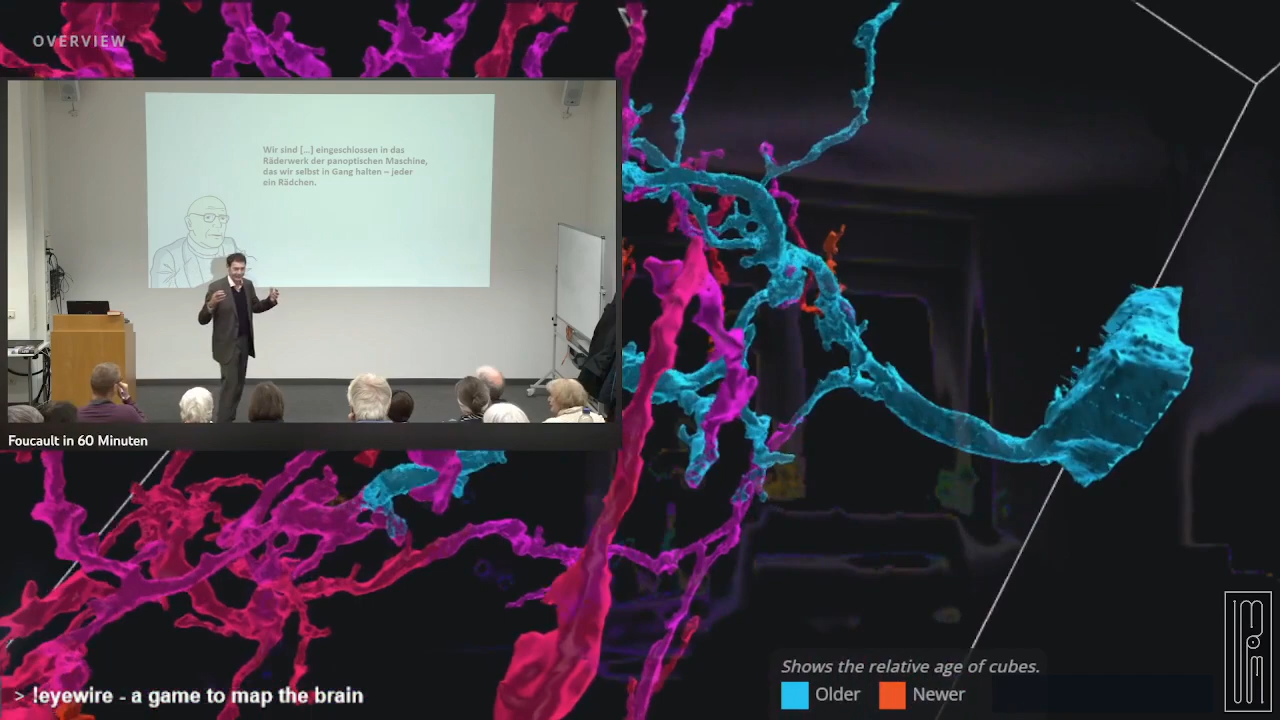 OVERVIEW
Wir sind [...] eingeschlossen in das
Räderwerk der panoptischen Maschine,
das wir selbst in Gang halten – jeder
ein Rädchen.
Foucault in 60 Minuten
Shows the relative age of cubes.
Older Newer
> !eyewire - a game to map the brain